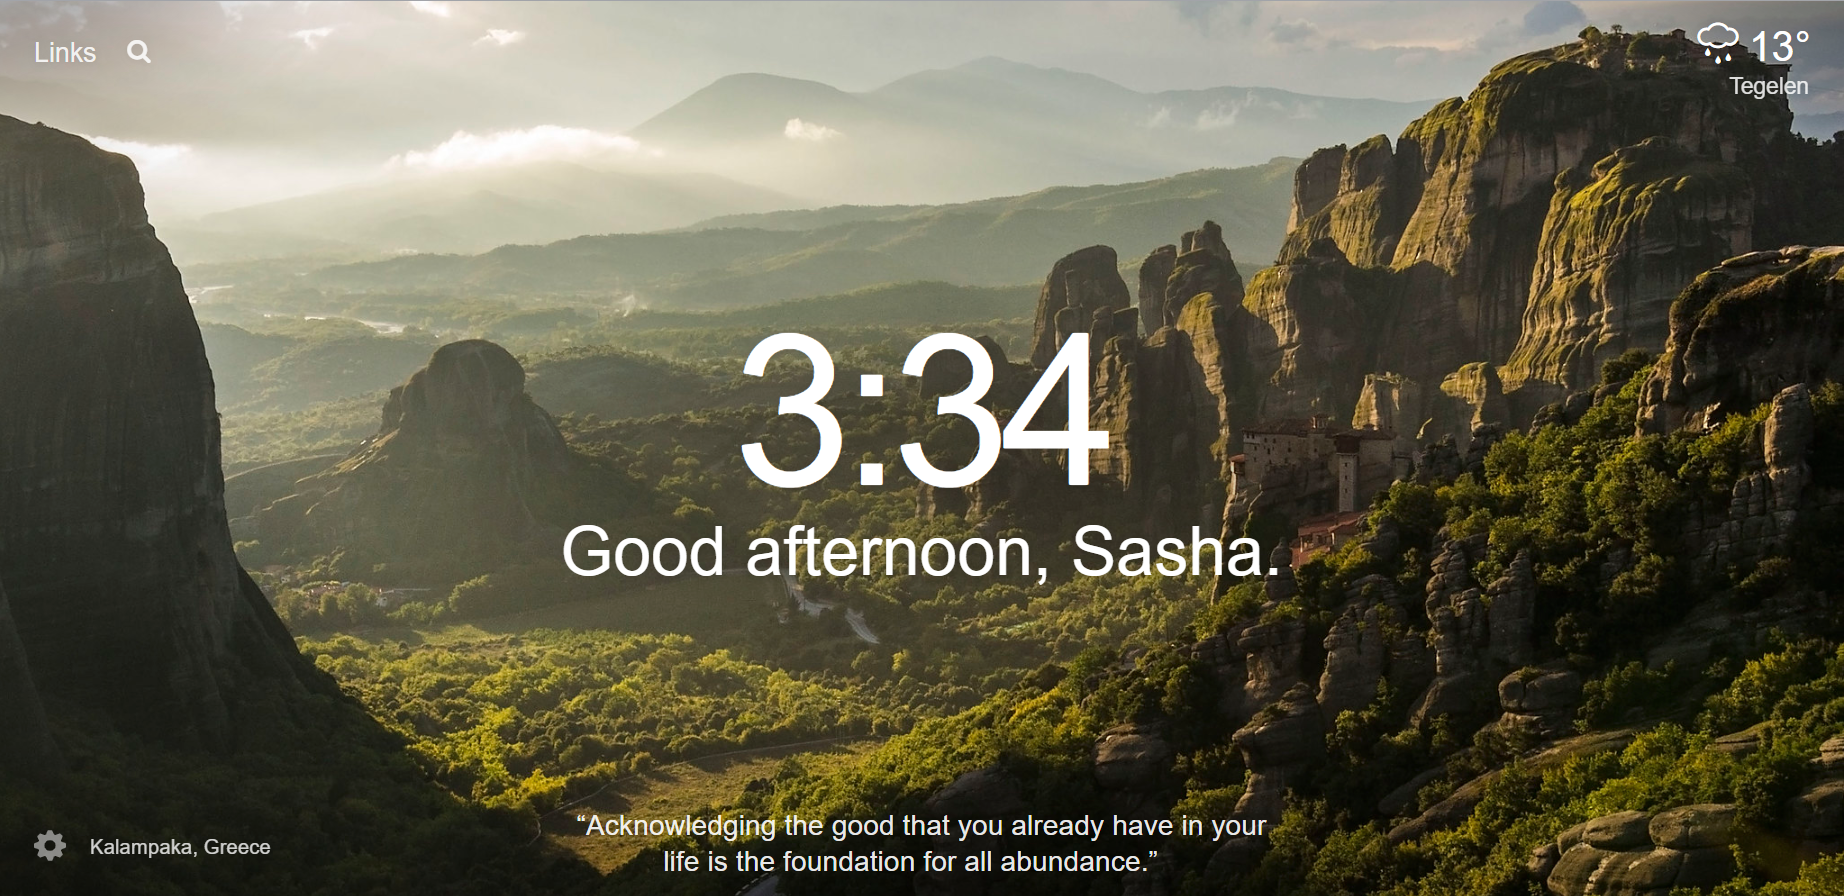 Links
13°
Tegelen
3:34
Good afternoon, Sasha.
“Acknowledging the good that you already have in your
life is the foundation for all abundance.”
Kalampaka, Greece